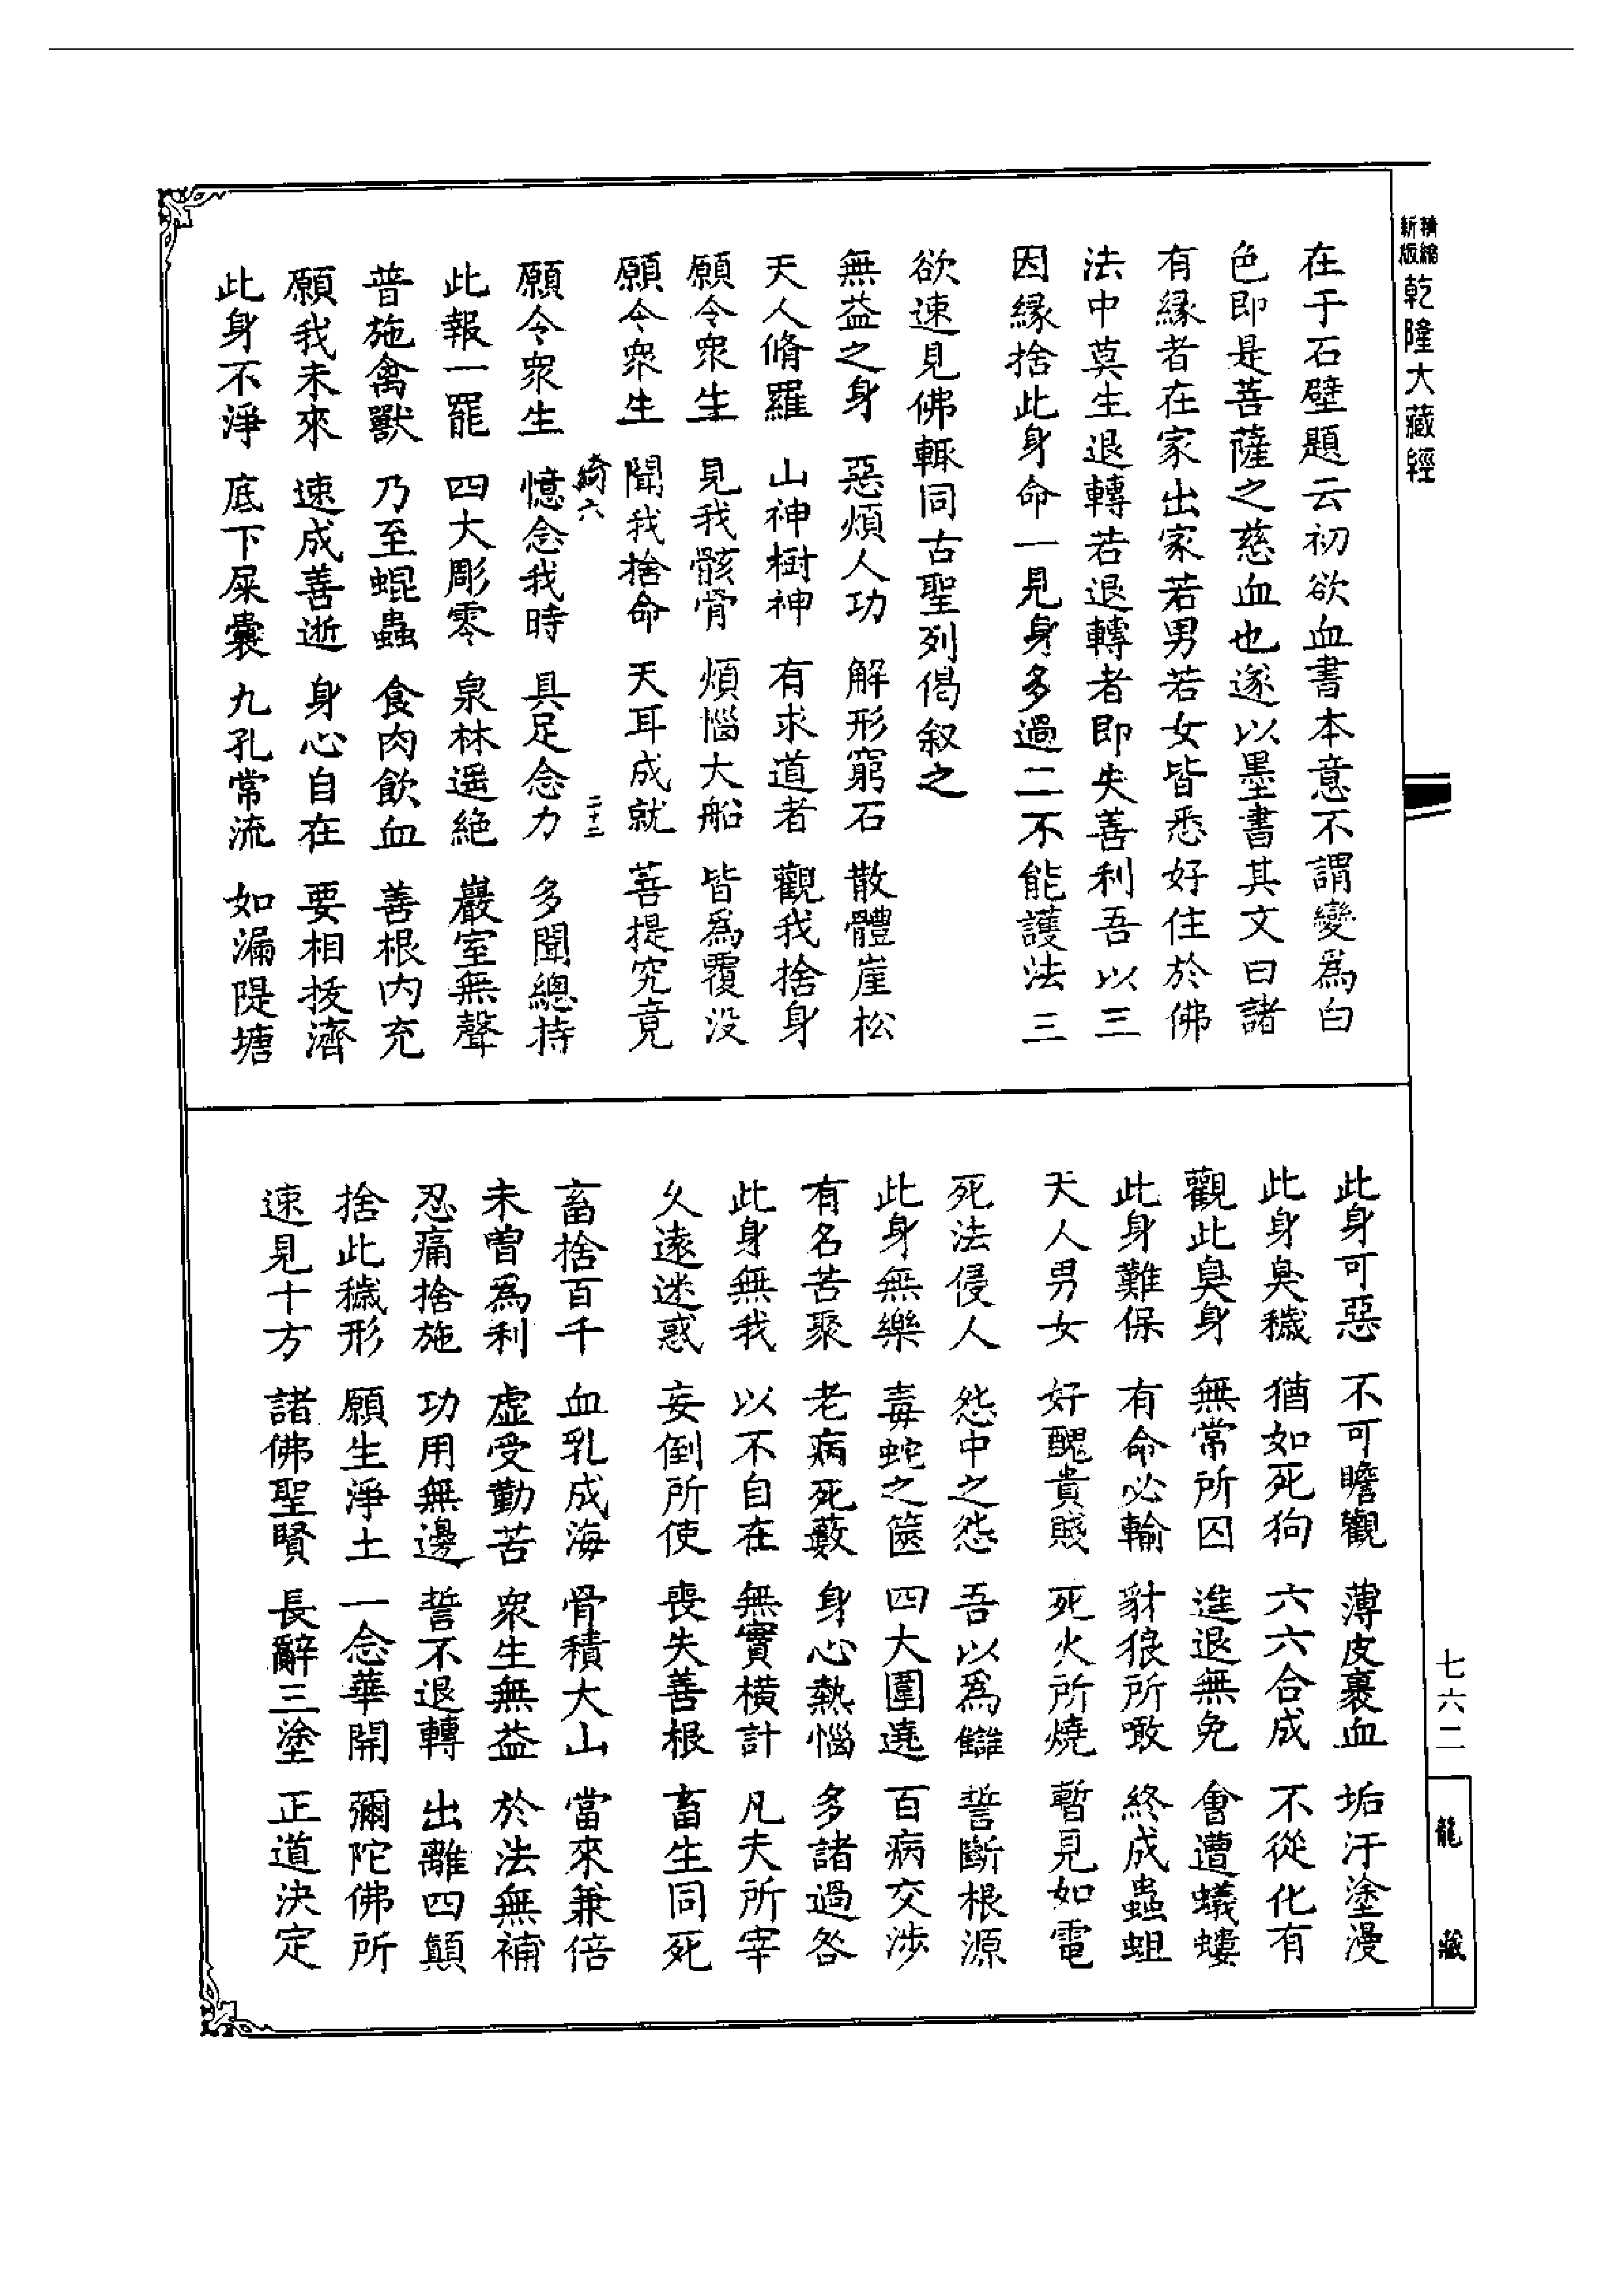 精縮新版乾隆大藏經
在于石壁題云初欲血書本意不謂變為白
色即是菩薩之慈血也遂以墨書其文曰諸
有緣者在家出家若男若女皆悉好住於佛
法中莫生退轉若退轉者即失善利吾以三
因緣捨此身命一見身多過二不能護法三
欲速見佛輒同古聖列偈叙之
無益之身 惡煩人功 解形窮石 散體崖松
天人脩羅 山神樹神 有求道者 觀我捨身
願令衆生 見我骸骨 煩惱大船 皆爲覆没
願令衆生 聞我捨命 天耳成就 菩提究竟
綺六 二十三
願令衆生 憶念我時 具足念力 多聞總持
此報一罷 四大彫零 泉林遥絶 巖室無聲
普施禽獸 乃至蜫蟲 食肉飲血 善根内充
願我未來 速成善逝 身心自在 要相拔濟
此身不淨 底下屎囊 九孔常流 如漏隄塘
此身可惡 不可瞻觀 薄皮裹血 垢汙塗漫
此身臭穢 猶如死狗 六六合成 不從化有
觀此臭身 無常所囚 進退無免 會遭蟻螻
此身難保 有命必輸 豺狼所噉 終成蟲蛆
天人男女 好醜貴賤 死火所燒 暫見如電
死法侵人 怨中之怨 吾以爲讎 誓斷根源
此身無樂 毒蛇之篋 四大圍遶 百病交涉
有名苦聚 老病死藪 身心熱惱 多諸過咎
此身無我 以不自在 無實橫計 凡夫所宰
久遠迷惑 妄倒所使 喪失善根 畜生同死
畜捨百千 血乳成海 骨積大山 當來兼倍
未曾爲利 虛受勤苦 衆生無益 於法無補
忍痛捨施 功用無邊 誓不退轉 出離四顛
捨此穢形 願生淨土 一念華開 彌陀佛所
速見十方 諸佛聖賢 長辭三塗 正道決定
七六二
龍藏